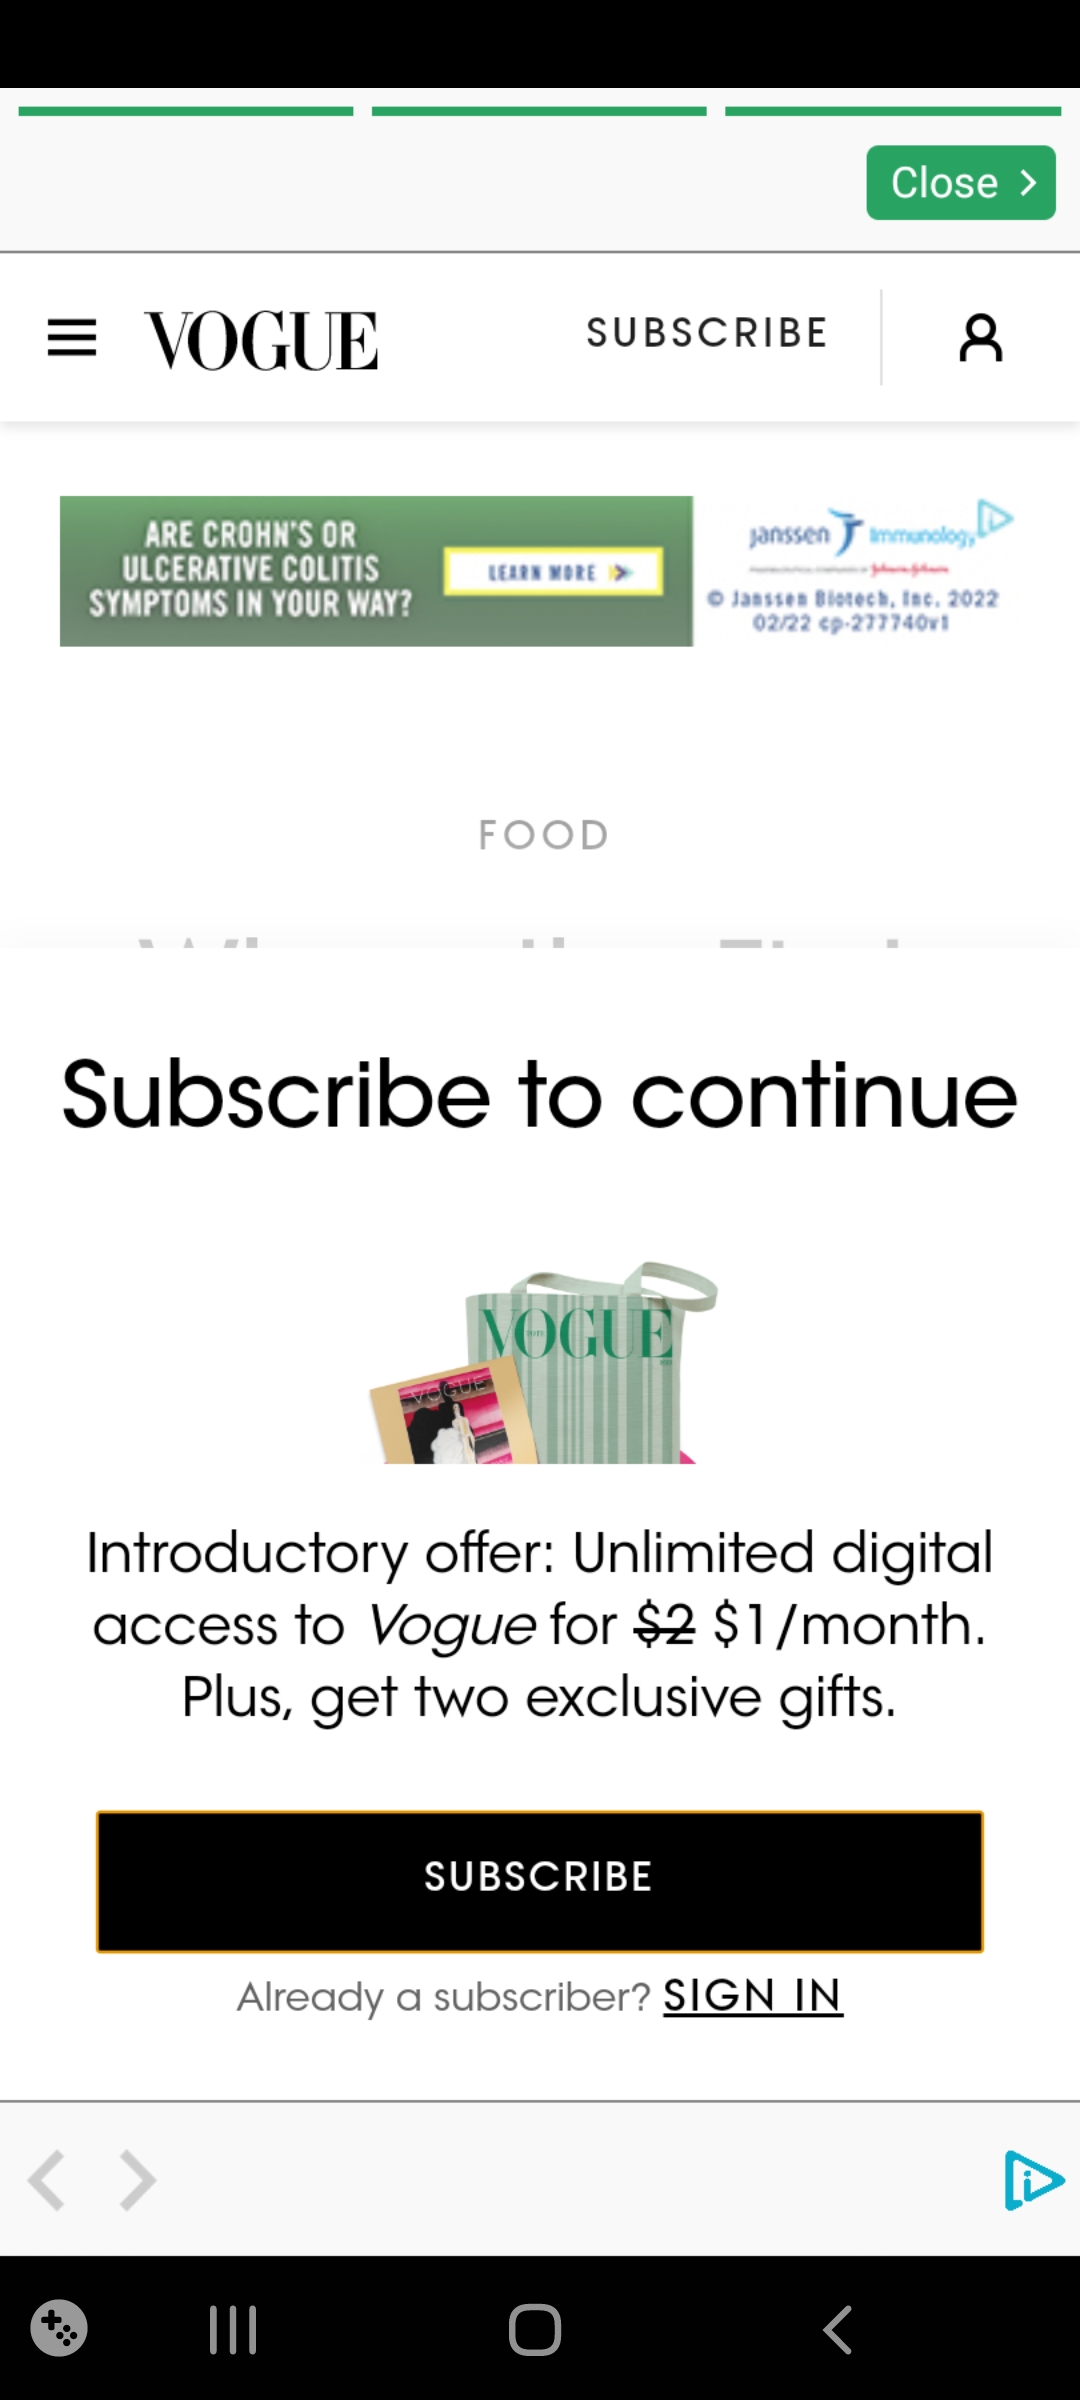 Close
VOGUE
SUBSCRIBE
ARE CROHN'S OR
ULCERATIVE COLITIS
SYMPTOMS IN YOUR WAY?
LEARN MORE
Janssen Immunology
© Janssen Biotech, Inc. 2022
02/22 cp-277740v1
FOOD
Subscribe to continue
VOGUE
VOGUE
Introductory offer: Unlimited digital
access to Vogue for $2 $1/month.
Plus, get two exclusive gifts.
SUBSCRIBE
Already a subscriber? SIGN IN